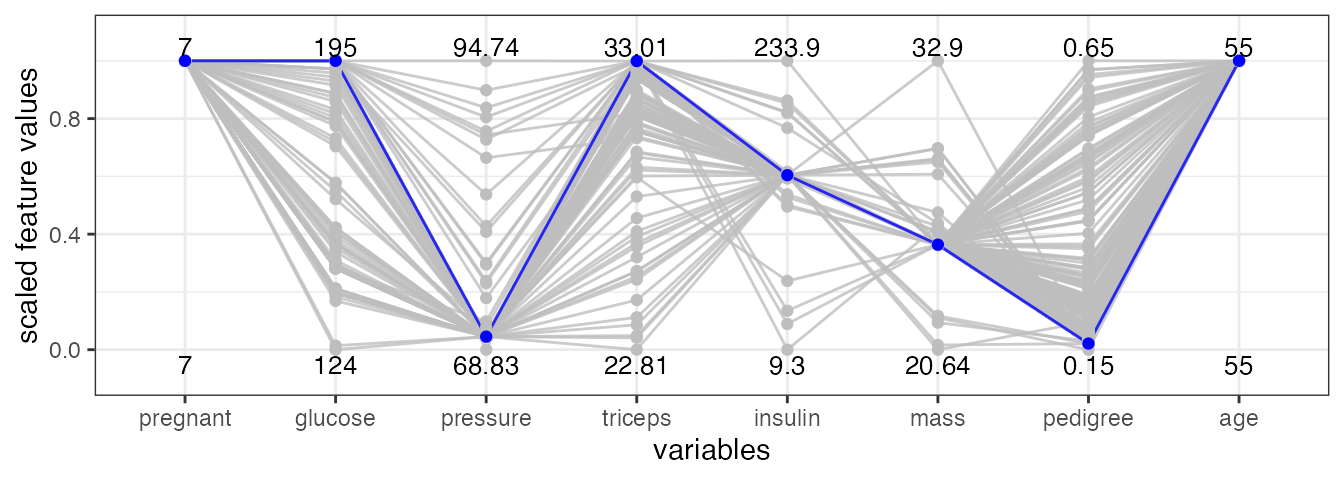 7 195 94.74 33.01 233.9 32.9 0.65 55
0.8
0.4
0.0
scaled feature values
7 124 68.83 22.81 9.3 20.64 0.15 55
pregnant glucose pressure triceps insulin mass pedigree age
variables